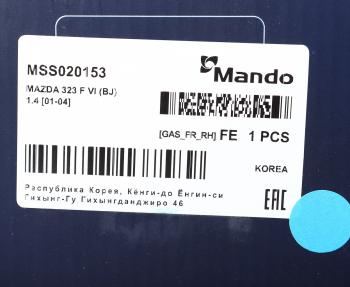 MSS020153
Mando
MAZDA 323 F VI (BJ)
1.4 [01-04]
[GAS_FR_RH] FE 1 PCS
KOREA
Республика Корея, Кёнги-до Ёнгин-си
Гихынг-Гу Гихынгданджиро 46
EAC